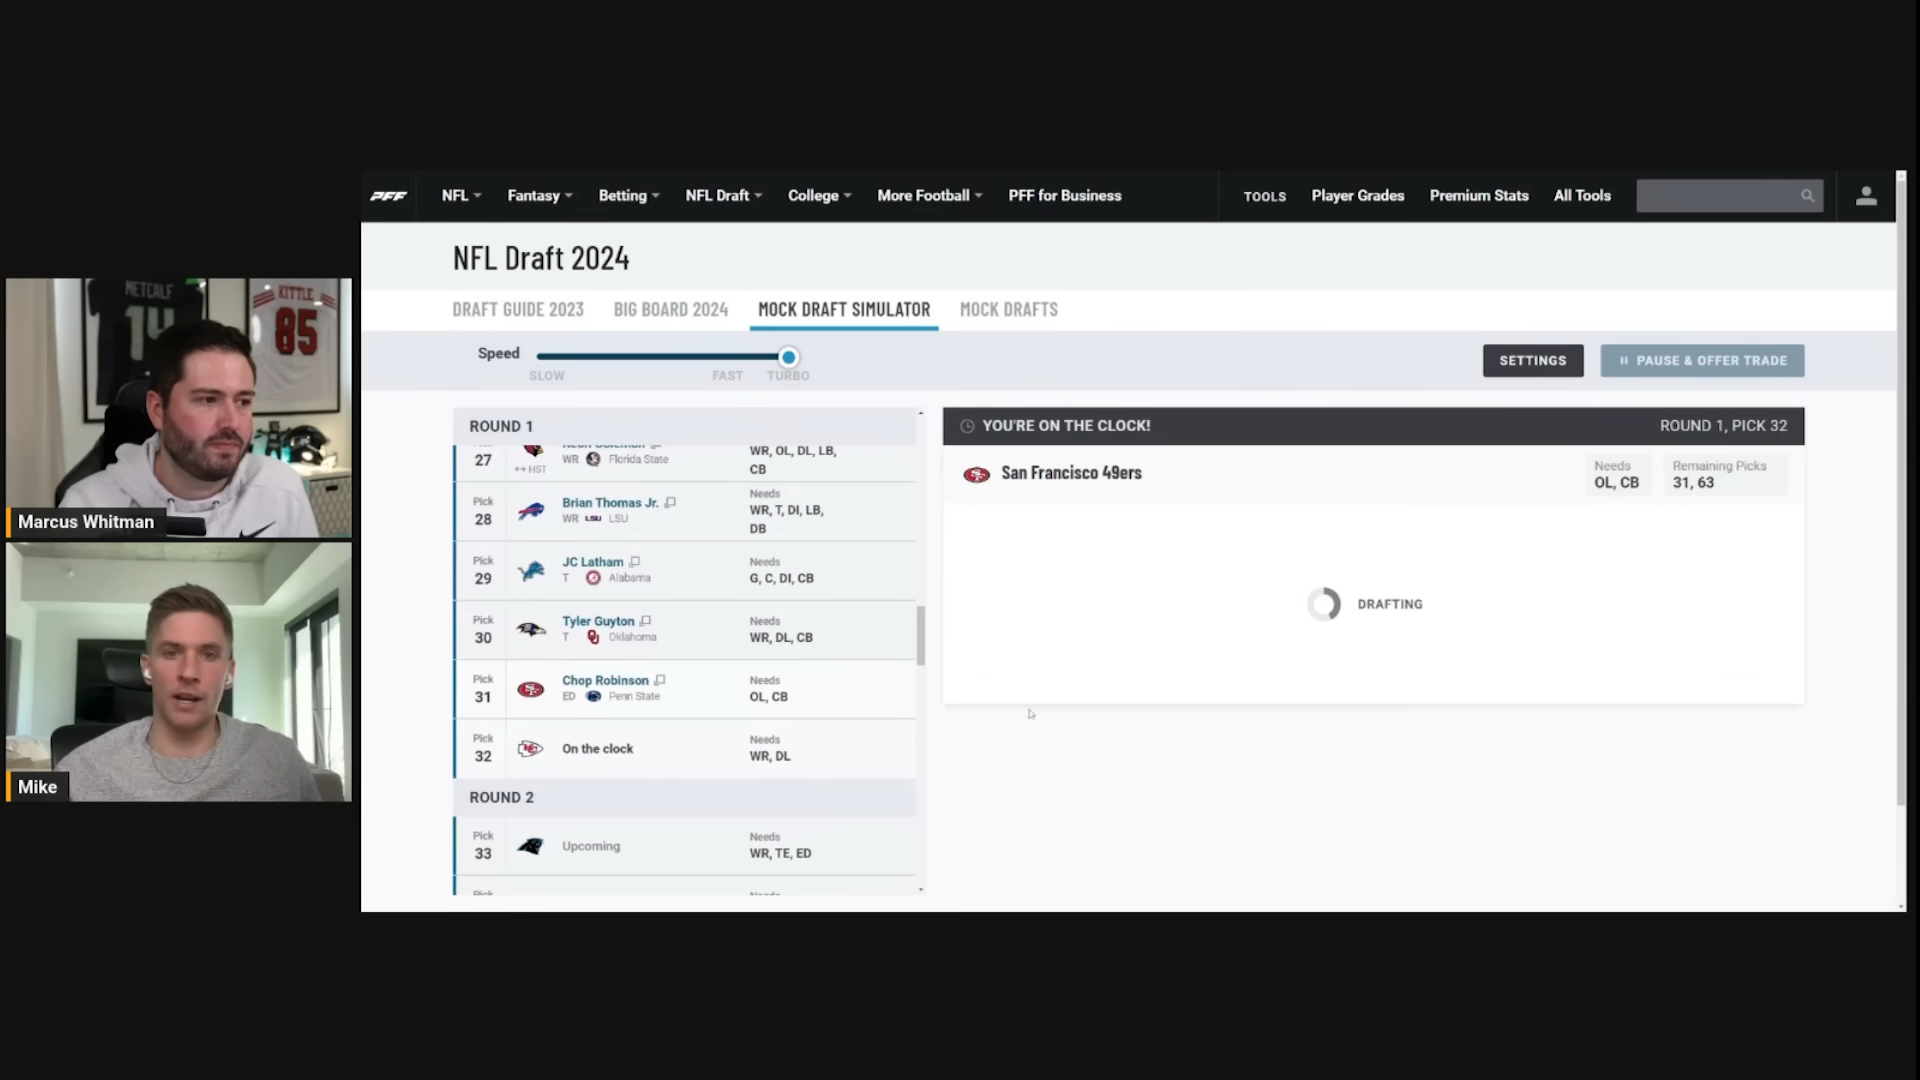 PFF
NFL
Fantasy
Betting
NFL Draft
College
More Football
PFF for Business
TOOLS
Player Grades
Premium Stats
All Tools
NFL Draft 2024
DRAFT GUIDE 2023
BIG BOARD 2024
MOCK DRAFT SIMULATOR
MOCK DRAFTS
Speed
SLOW
FAST
TURBO
SETTINGS
PAUSE & OFFER TRADE
METCALF
14
KITTLE
85
Marcus Whitman
Mike
ROUND 1
27
HST
WR Florida State
WR, OL, DL, LB,
CB
Pick
28
Brian Thomas Jr.
WR LSU LSU
Needs
WR, T, DI, LB,
DB
Pick
29
JC Latham
T Alabama
Needs
G, C, DI, CB
Pick
30
Tyler Guyton
T OU Oklahoma
Needs
WR, DL, CB
Pick
31
Chop Robinson
ED Penn State
Needs
OL, CB
Pick
32
KC
On the clock
Needs
WR, DL
ROUND 2
Pick
33
Upcoming
Needs
WR, TE, ED
YOU'RE ON THE CLOCK!
ROUND 1, PICK 32
San Francisco 49ers
Needs
OL, CB
Remaining Picks
31, 63
DRAFTING